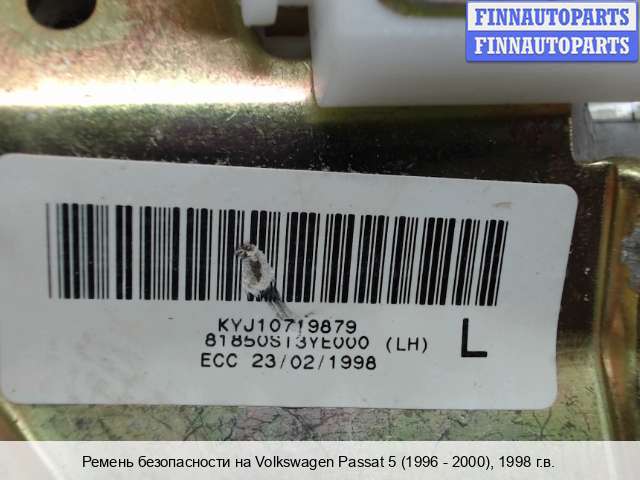 FINNAUTOPARTS
FINNAUTOPARTS
KYJ10719879
81850S13YE000 (LH)
L
ECC 23/02/1998
Ремень безопасности на Volkswagen Passat 5 (1996 - 2000), 1998 г.в.